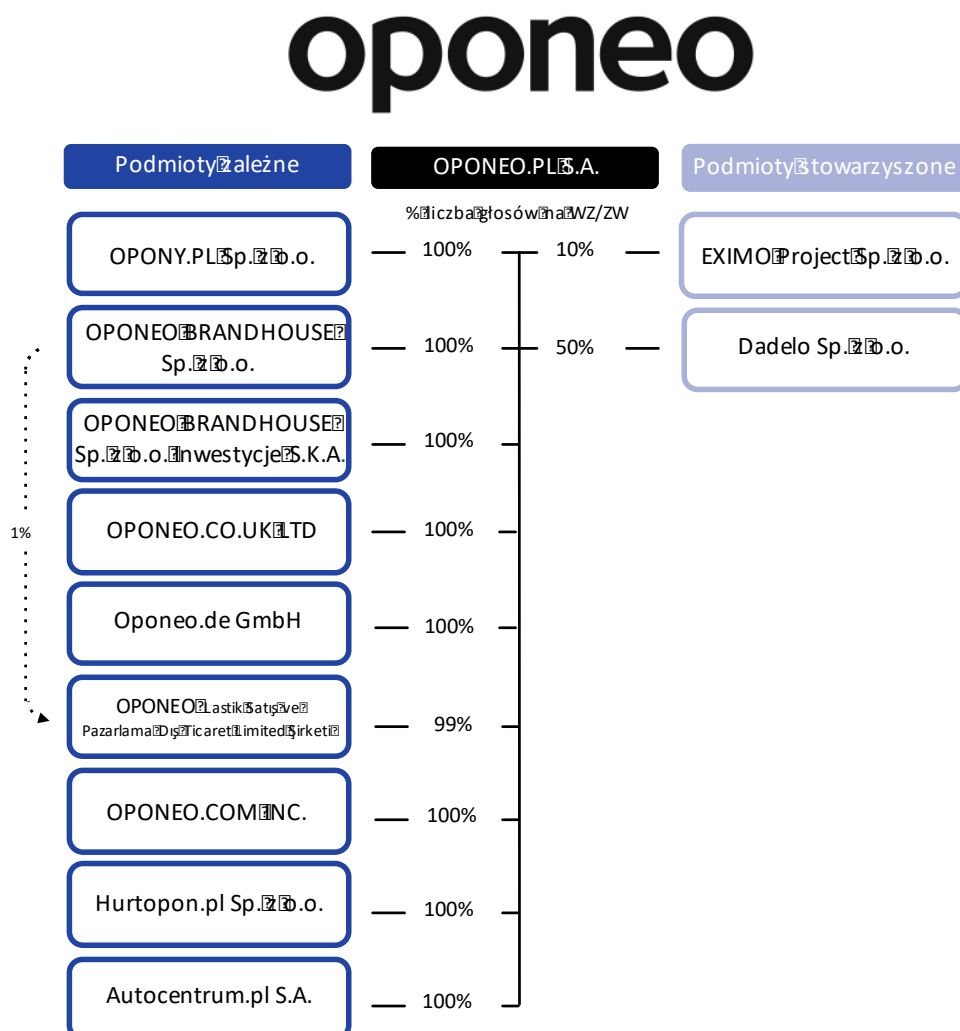 oponeo
Podmioty zależne
OPONEO.PL S.A.
Podmioty stowarzyszone
% liczba głosów na WZ/ZW
OPONY.PL Sp. z o.o.
100%
10%
EXIMO Project Sp. z o.o.
OPONEO BRANDHOUSE
Sp. z o.o.
100%
50%
Dadelo Sp. z o.o.
OPONEO BRANDHOUSE
Sp. z o.o. Inwestycje S.K.A.
100%
1%
OPONEO.CO.UK LTD
100%
Oponeo.de GmbH
100%
OPONEO Lastik Satış ve
Pazarlama Dış Ticaret Limited Şirketi
99%
OPONEO.COM INC.
100%
Hurtopon.pl Sp. z o.o.
100%
Autocentrum.pl S.A.
100%